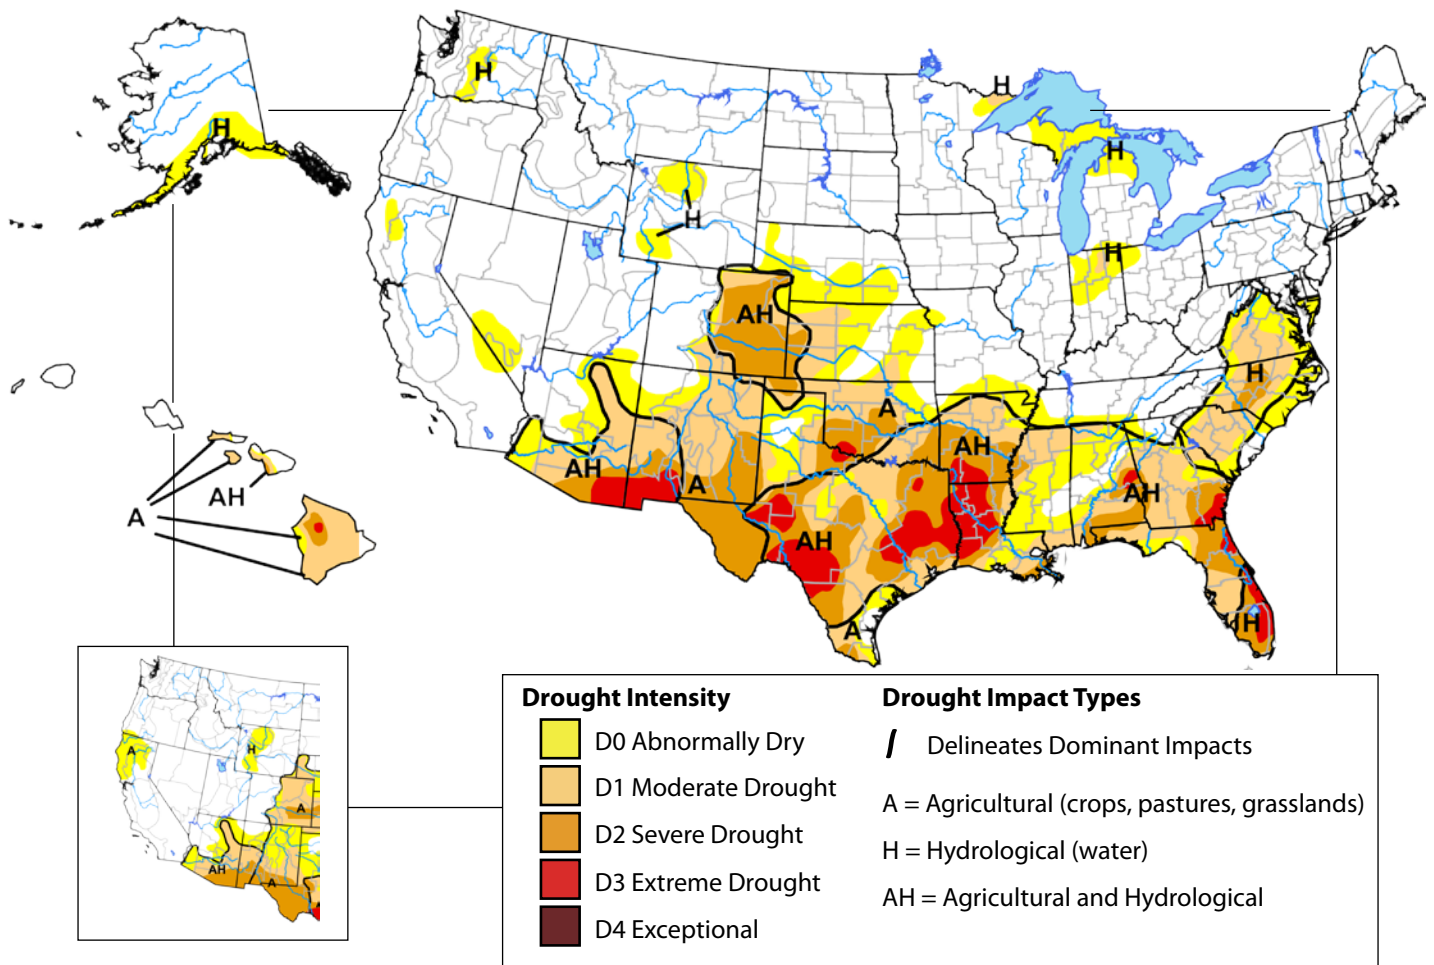 H
H
H
H
H
H
AH
H
A
AH
AH
A
AH
AH
A
AH
A
H
A
H
A
AH
A
Drought Intensity
D0 Abnormally Dry
D1 Moderate Drought
D2 Severe Drought
D3 Extreme Drought
D4 Exceptional
Drought Impact Types
Delineates Dominant Impacts
A = Agricultural (crops, pastures, grasslands)
H = Hydrological (water)
AH = Agricultural and Hydrological